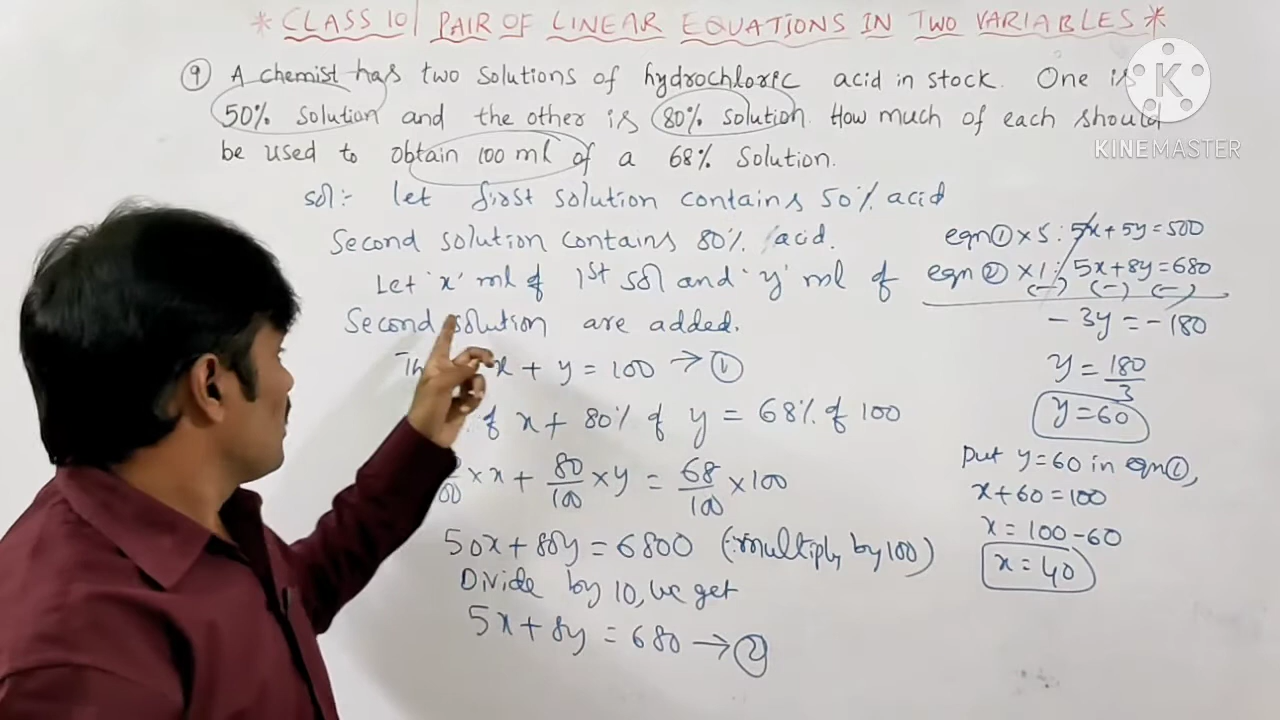 * CLASS 10 | PAIR OF LINEAR EQUATIONS IN TWO VARIABLES *
9 A chemist has two solutions of hydrochloric acid in stock. One is
50% solution and the other is 80% solution. How much of each should
be used to obtain 100 ml of a 68% solution.
K
KINEMASTER
sol:- Let first solution contains 50% acid
Second solution contains 80% acid.
Let 'x' ml of 1st sol and 'y' ml of
Second solution are added.
x + y = 100 → ①
of x + 80% of y = 68% of 100
× x + 80/100 × y = 68/100 × 100
50x + 80y = 6800 (∵ multiply by 100)
Divide by 10, we get
5x + 8y = 680 → ②
eqn ① × 5 : 5x + 5y = 500
eqn ② × 1 : 5x + 8y = 680
(-) (-) (-)
- 3y = - 180
y = 180/3
y = 60
Put y = 60 in eqn ①,
x + 60 = 100
x = 100 - 60
x = 40